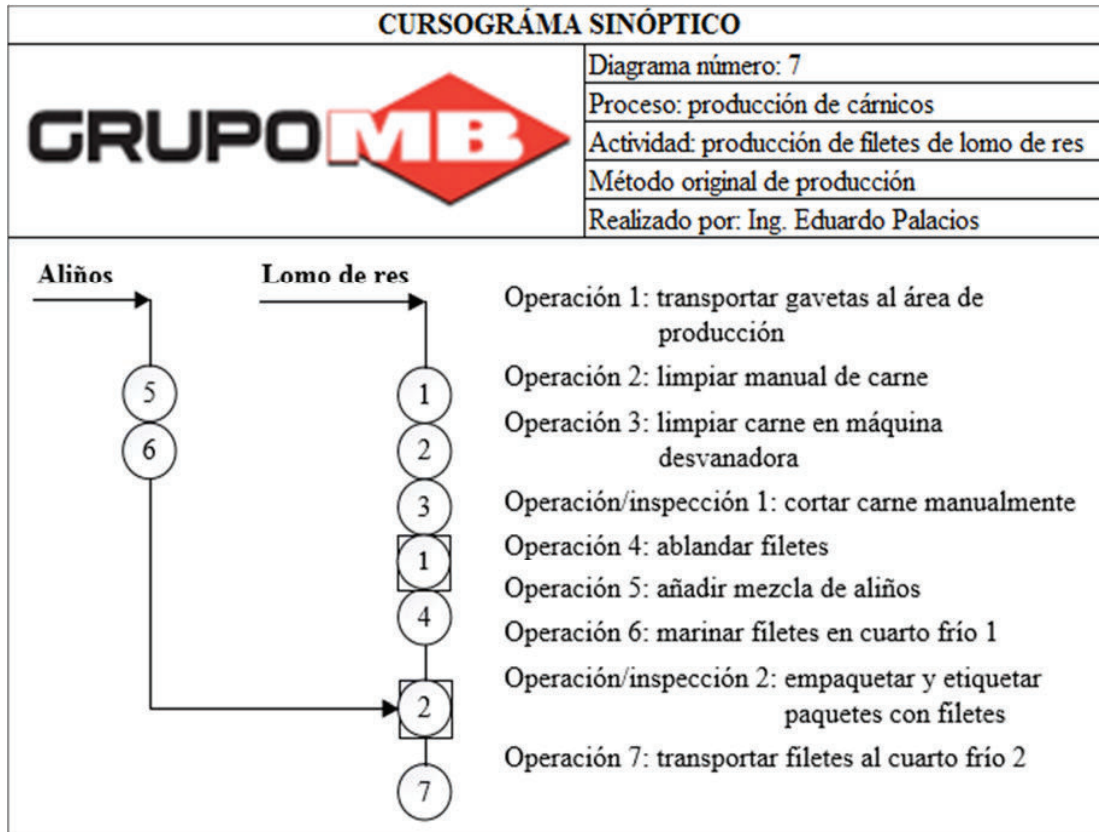 CURSOGRÁMA SINÓPTICO
GRUPO MB
Diagrama número: 7
Proceso: producción de cárnicos
Actividad: producción de filetes de lomo de res
Método original de producción
Realizado por: Ing. Eduardo Palacios
Aliños
Lomo de res
5
6
1
2
3
1
4
2
7
Operación 1: transportar gavetas al área de
producción
Operación 2: limpiar manual de carne
Operación 3: limpiar carne en máquina
desvanadora
Operación/inspección 1: cortar carne manualmente
Operación 4: ablandar filetes
Operación 5: añadir mezcla de aliños
Operación 6: marinar filetes en cuarto frío 1
Operación/inspección 2: empaquetar y etiquetar
paquetes con filetes
Operación 7: transportar filetes al cuarto frío 2